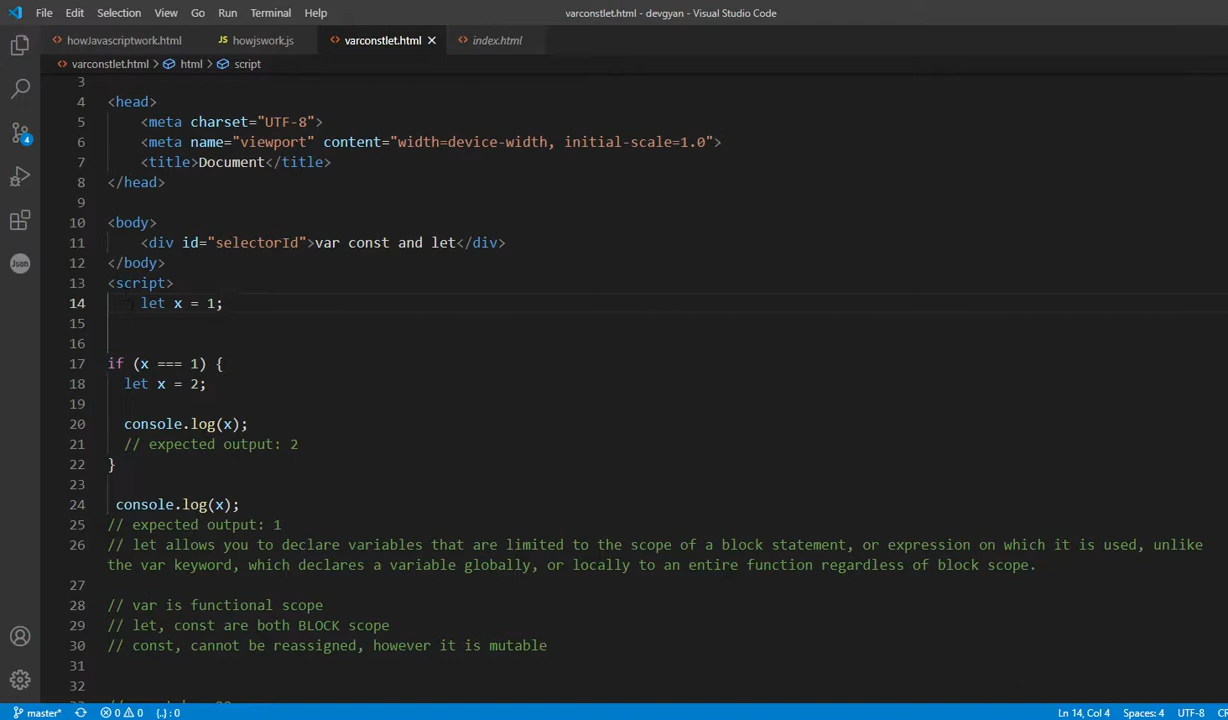 File Edit Selection View Go Run Terminal Help varconstlet.html - devgyan - Visual Studio Code
howJavascriptwork.html JS howjswork.js varconstlet.html index.html
varconstlet.html > html > script
3
4 <head>
5 <meta charset="UTF-8">
6 <meta name="viewport" content="width=device-width, initial-scale=1.0">
7 <title>Document</title>
8 </head>
9
10 <body>
11 <div id="selectorId">var const and let</div>
12 </body>
13 <script>
14 let x = 1;
15
16
17 if (x === 1) {
18 let x = 2;
19
20 console.log(x);
21 // expected output: 2
22 }
23
24 console.log(x);
25 // expected output: 1
26 // let allows you to declare variables that are limited to the scope of a block statement, or expression on which it is used, unlike
the var keyword, which declares a variable globally, or locally to an entire function regardless of block scope.
27
28 // var is functional scope
29 // let, const are both BLOCK scope
30 // const, cannot be reassigned, however it is mutable
31
32
4
Json
master* 0 0 {..} : 0 Ln 14, Col 4 Spaces: 4 UTF-8